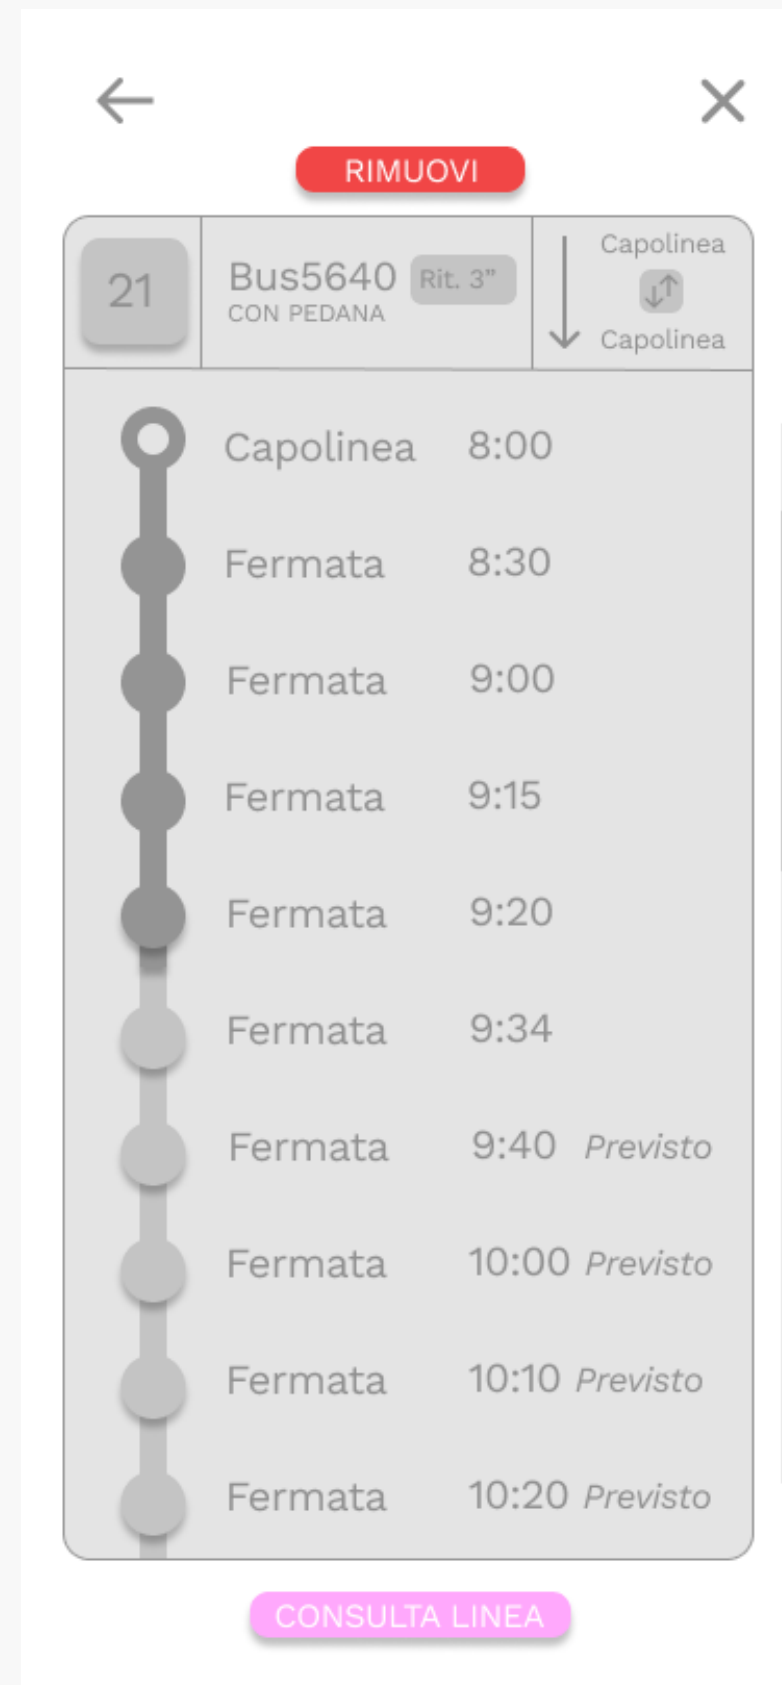 RIMUOVI
21
Bus5640 Rit. 3”
CON PEDANA
Capolinea
Capolinea
Capolinea 8:00
Fermata 8:30
Fermata 9:00
Fermata 9:15
Fermata 9:20
Fermata 9:34
Fermata 9:40 Previsto
Fermata 10:00 Previsto
Fermata 10:10 Previsto
Fermata 10:20 Previsto
CONSULTA LINEA